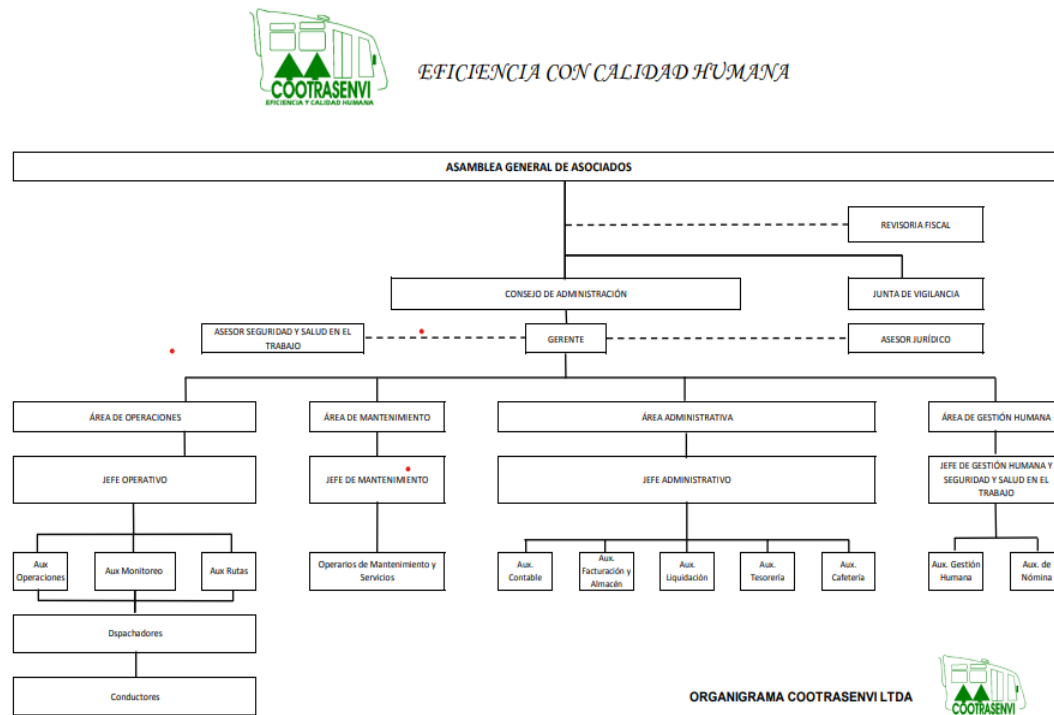 COOTRASENVI
EFICIENCIA Y CALIDAD HUMANA
EFICIENCIA CON CALIDAD HUMANA
ASAMBLEA GENERAL DE ASOCIADOS
REVISORIA FISCAL
CONSEJO DE ADMINISTRACIÓN
JUNTA DE VIGILANCIA
ASESOR SEGURIDAD Y SALUD EN EL
TRABAJO
GERENTE
ASESOR JURÍDICO
ÁREA DE OPERACIONES
ÁREA DE MANTENIMIENTO
ÁREA ADMINISTRATIVA
ÁREA DE GESTIÓN HUMANA
JEFE OPERATIVO
JEFE DE MANTENIMIENTO
JEFE ADMINISTRATIVO
JEFE DE GESTIÓN HUMANA Y
SEGURIDAD Y SALUD EN EL
TRABAJO
Aux
Operaciones
Aux Monitoreo
Aux Rutas
Operarios de Mantenimiento y
Servicios
Aux.
Contable
Aux.
Facturación y
Almacén
Aux.
Liquidación
Aux.
Tesorería
Aux.
Cafetería
Aux. Gestión
Humana
Aux. de
Nómina
Dspachadores
Conductores
ORGANIGRAMA COOTRASENVI LTDA
COOTRASENVI